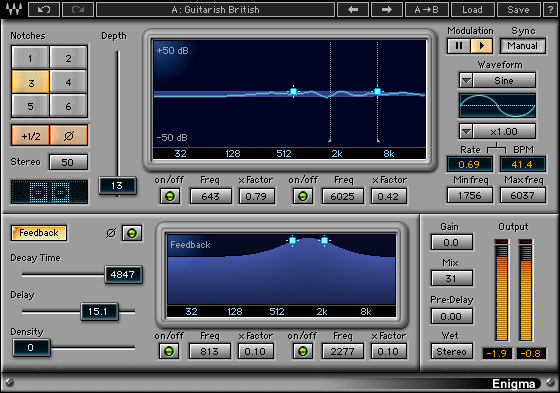 A: Guitarish British
A→B
Load
Save
?
Notches
Depth
1
2
3
4
5
6
+1/2
Ø
Stereo
50
13
+50 dB
-50 dB
32
128
512
2k
8k
on/off
Freq
xFactor
on/off
Freq
xFactor
643
0.79
6025
0.42
Modulation
Sync
Manual
Waveform
Sine
x1.00
Rate
BPM
0.69
41.4
Minfreq
Maxfreq
1756
6037
Feedback
Ø
Decay Time
4847
Delay
15.1
Density
0
Feedback
32
128
512
2k
8k
on/off
Freq
xFactor
on/off
Freq
xFactor
813
0.10
2277
0.10
Gain
0.0
Mix
31
Pre-Delay
0.00
Wet
Stereo
Output
-1.9
-0.8
Enigma